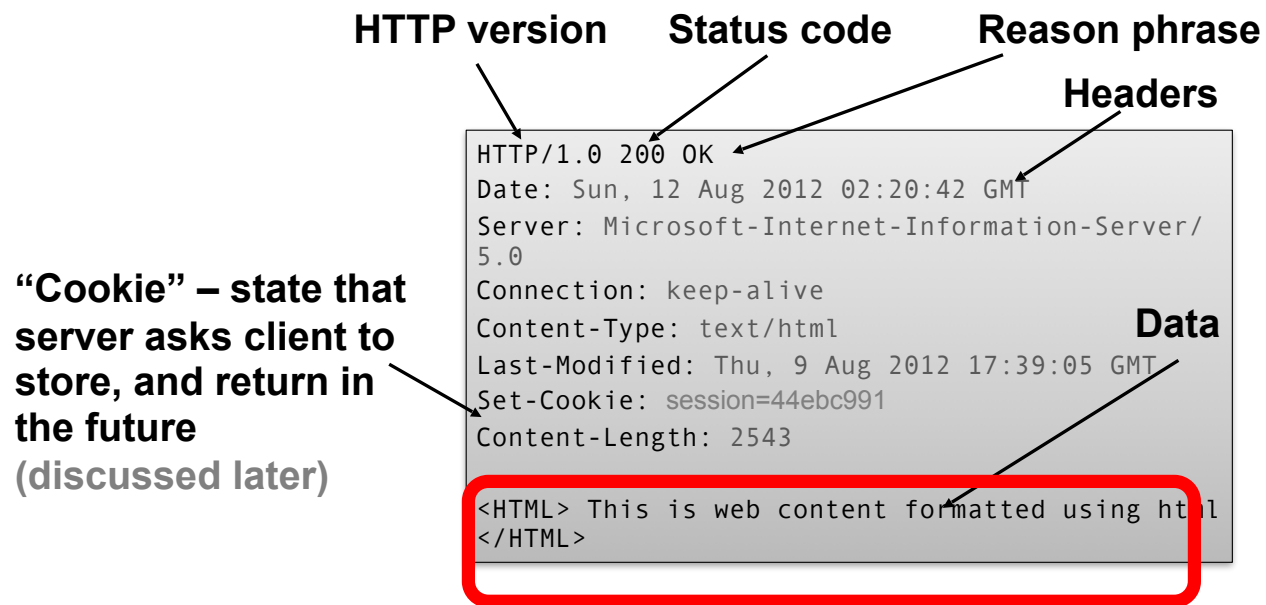 HTTP version Status code Reason phrase
Headers
HTTP/1.0 200 OK
Date: Sun, 12 Aug 2012 02:20:42 GMT
Server: Microsoft-Internet-Information-Server/
5.0
Connection: keep-alive
Content-Type: text/html
Last-Modified: Thu, 9 Aug 2012 17:39:05 GMT
Set-Cookie: session=44ebc991
Content-Length: 2543
<HTML> This is web content formatted using html
</HTML>
“Cookie” – state that
server asks client to
store, and return in
the future
(discussed later)
Data